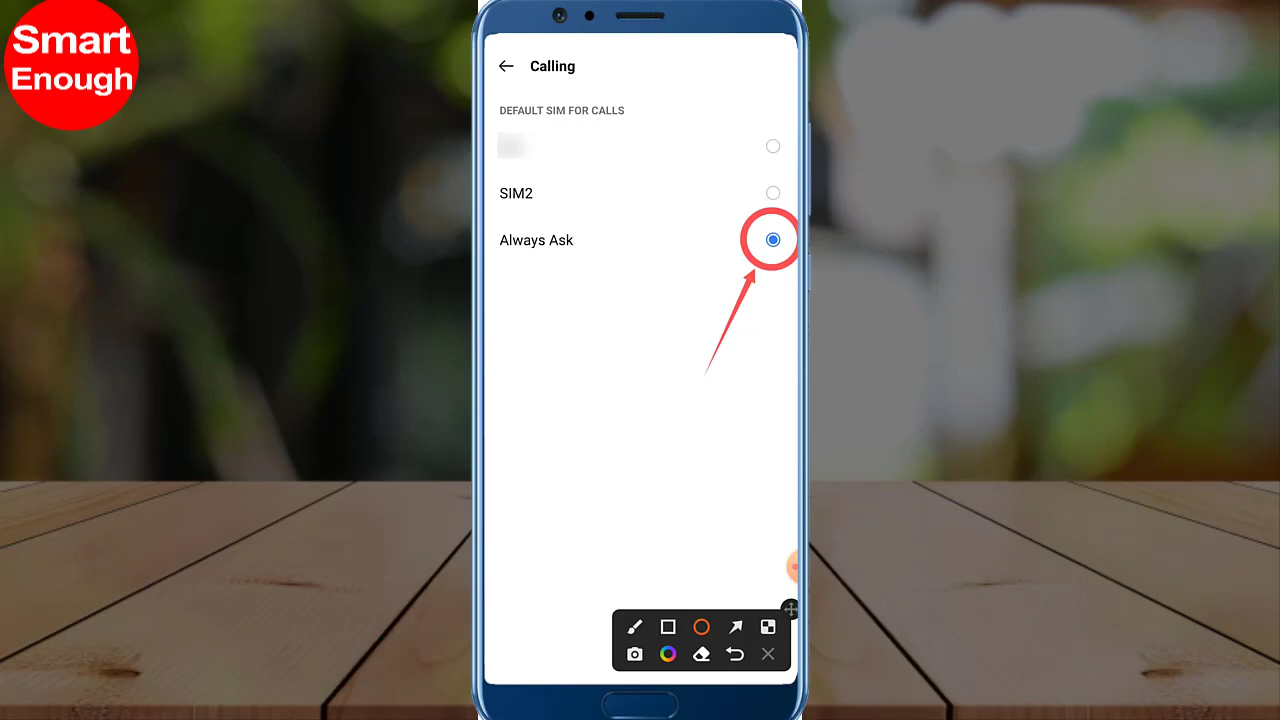 Smart
Enough
Calling
DEFAULT SIM FOR CALLS
SIM2
Always Ask